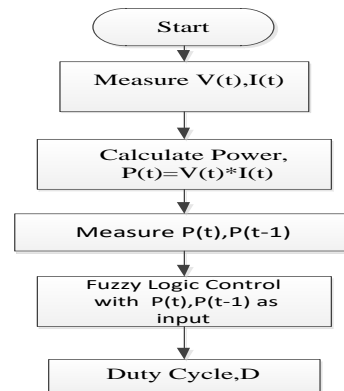 Start
Measure V(t),I(t)
Calculate Power,
P(t)=V(t)*I(t)
Measure P(t),P(t-1)
Fuzzy Logic Control
with P(t),P(t-1) as
input
Duty Cycle,D